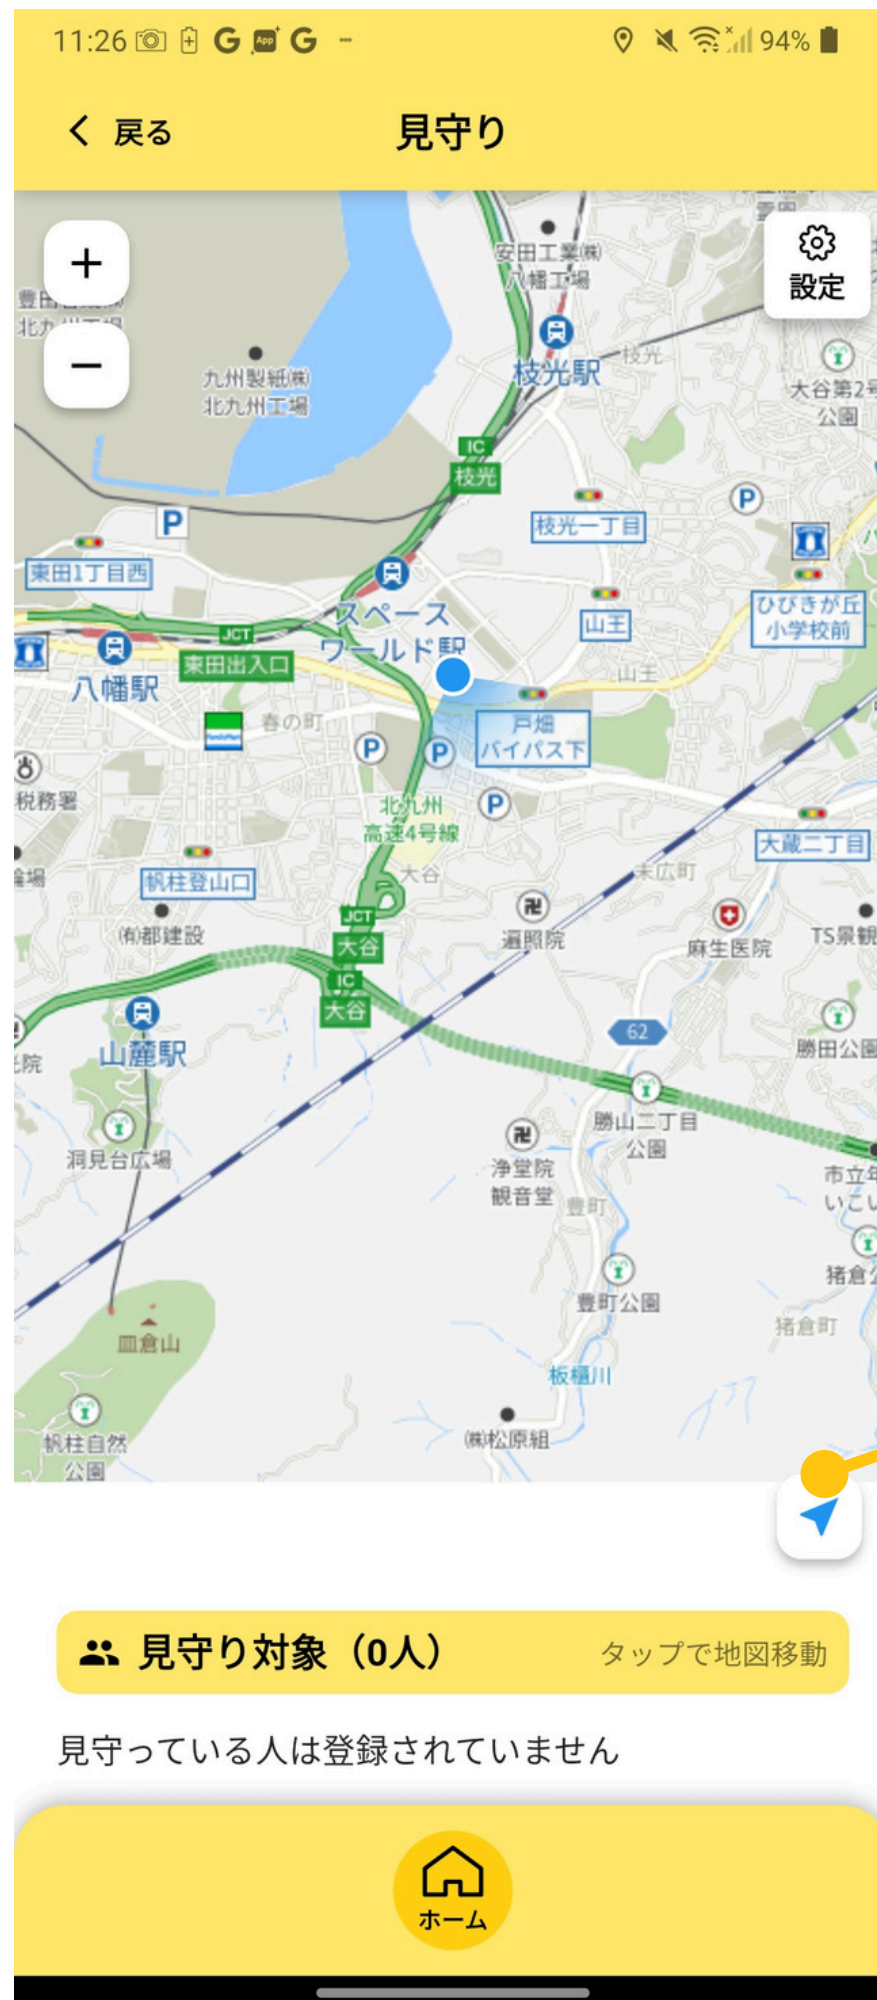 11:26
94%
戻る
見守り
設定
安田工業㈱
八幡工場
九州製紙㈱
北九州工場
枝光駅
枝光
大谷第2号
公園
IC
枝光
P
P
枝光一丁目
東田1丁目西
スペース
ワールド駅
山王
ひびきが丘
小学校前
JCT
東田出入口
八幡駅
山王
春の町
戸畑
バイパス下
P
P
P
税務署
北九州
高速4号線
大谷
大蔵二丁目
末広町
帆柱登山口
㈲都建設
JCT
大谷
遍照院
麻生医院
TS景観
IC
大谷
62
山麓駅
勝田公園
洞見台広場
勝山二丁目
公園
浄堂院
観音堂
豊町
市立年
いこい
豊町公園
猪倉公
猪倉町
皿倉山
板櫃川
帆柱自然
公園
㈱松原組
見守り対象（0人）
タップで地図移動
見守っている人は登録されていません
ホーム